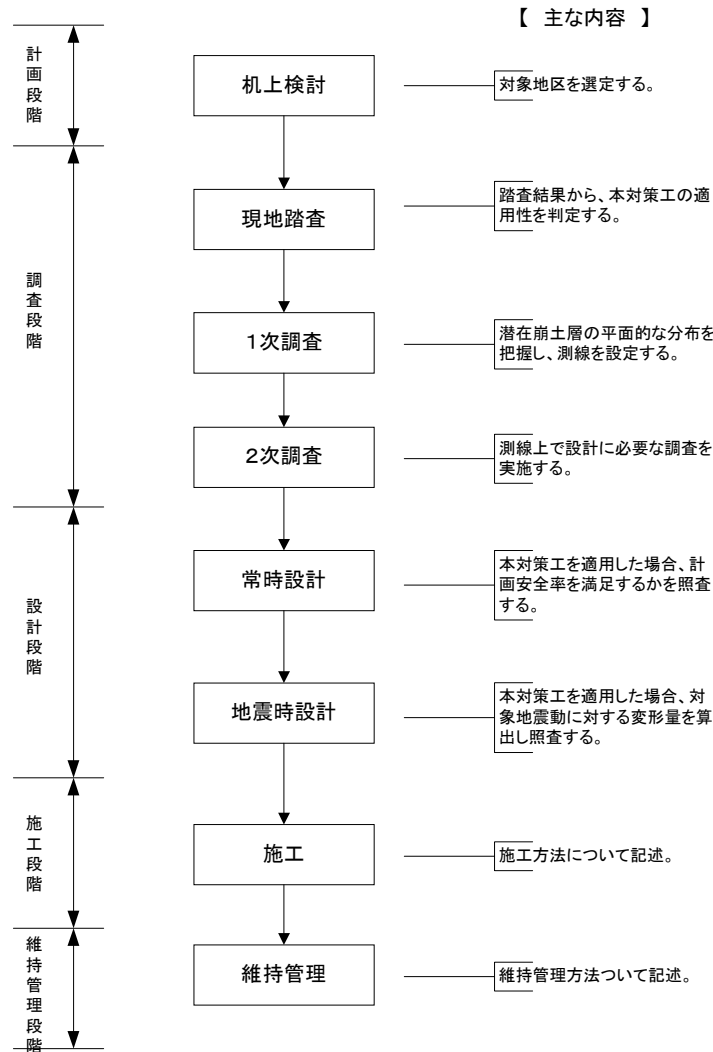 【 主な内容 】
計画段階
机上検討
対象地区を選定する。
調査段階
現地踏査
踏査結果から、本対策工の適
用性を判定する。
1次調査
潜在崩土層の平面的な分布を
把握し、測線を設定する。
2次調査
測線上で設計に必要な調査を
実施する。
設計段階
常時設計
本対策工を適用した場合、計
画安全率を満足するかを照査
する。
地震時設計
本対策工を適用した場合、対
象地震動に対する変形量を算
出し照査する。
施工段階
施工
施工方法について記述。
維持管理段階
維持管理
維持管理方法ついて記述。